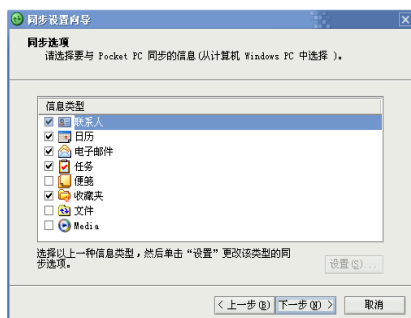 同步设置向导
同步选项
请选择要与 Pocket PC 同步的信息(从计算机 Windows PC 中选择 )。
信息类型
联系人
日历
电子邮件
任务
便笺
收藏夹
文件
Media
选择以上一种信息类型，然后单击“设置”更改该类型的同
步选项。
设置(S)...
< 上一步(B)
下一步(N) >
取消